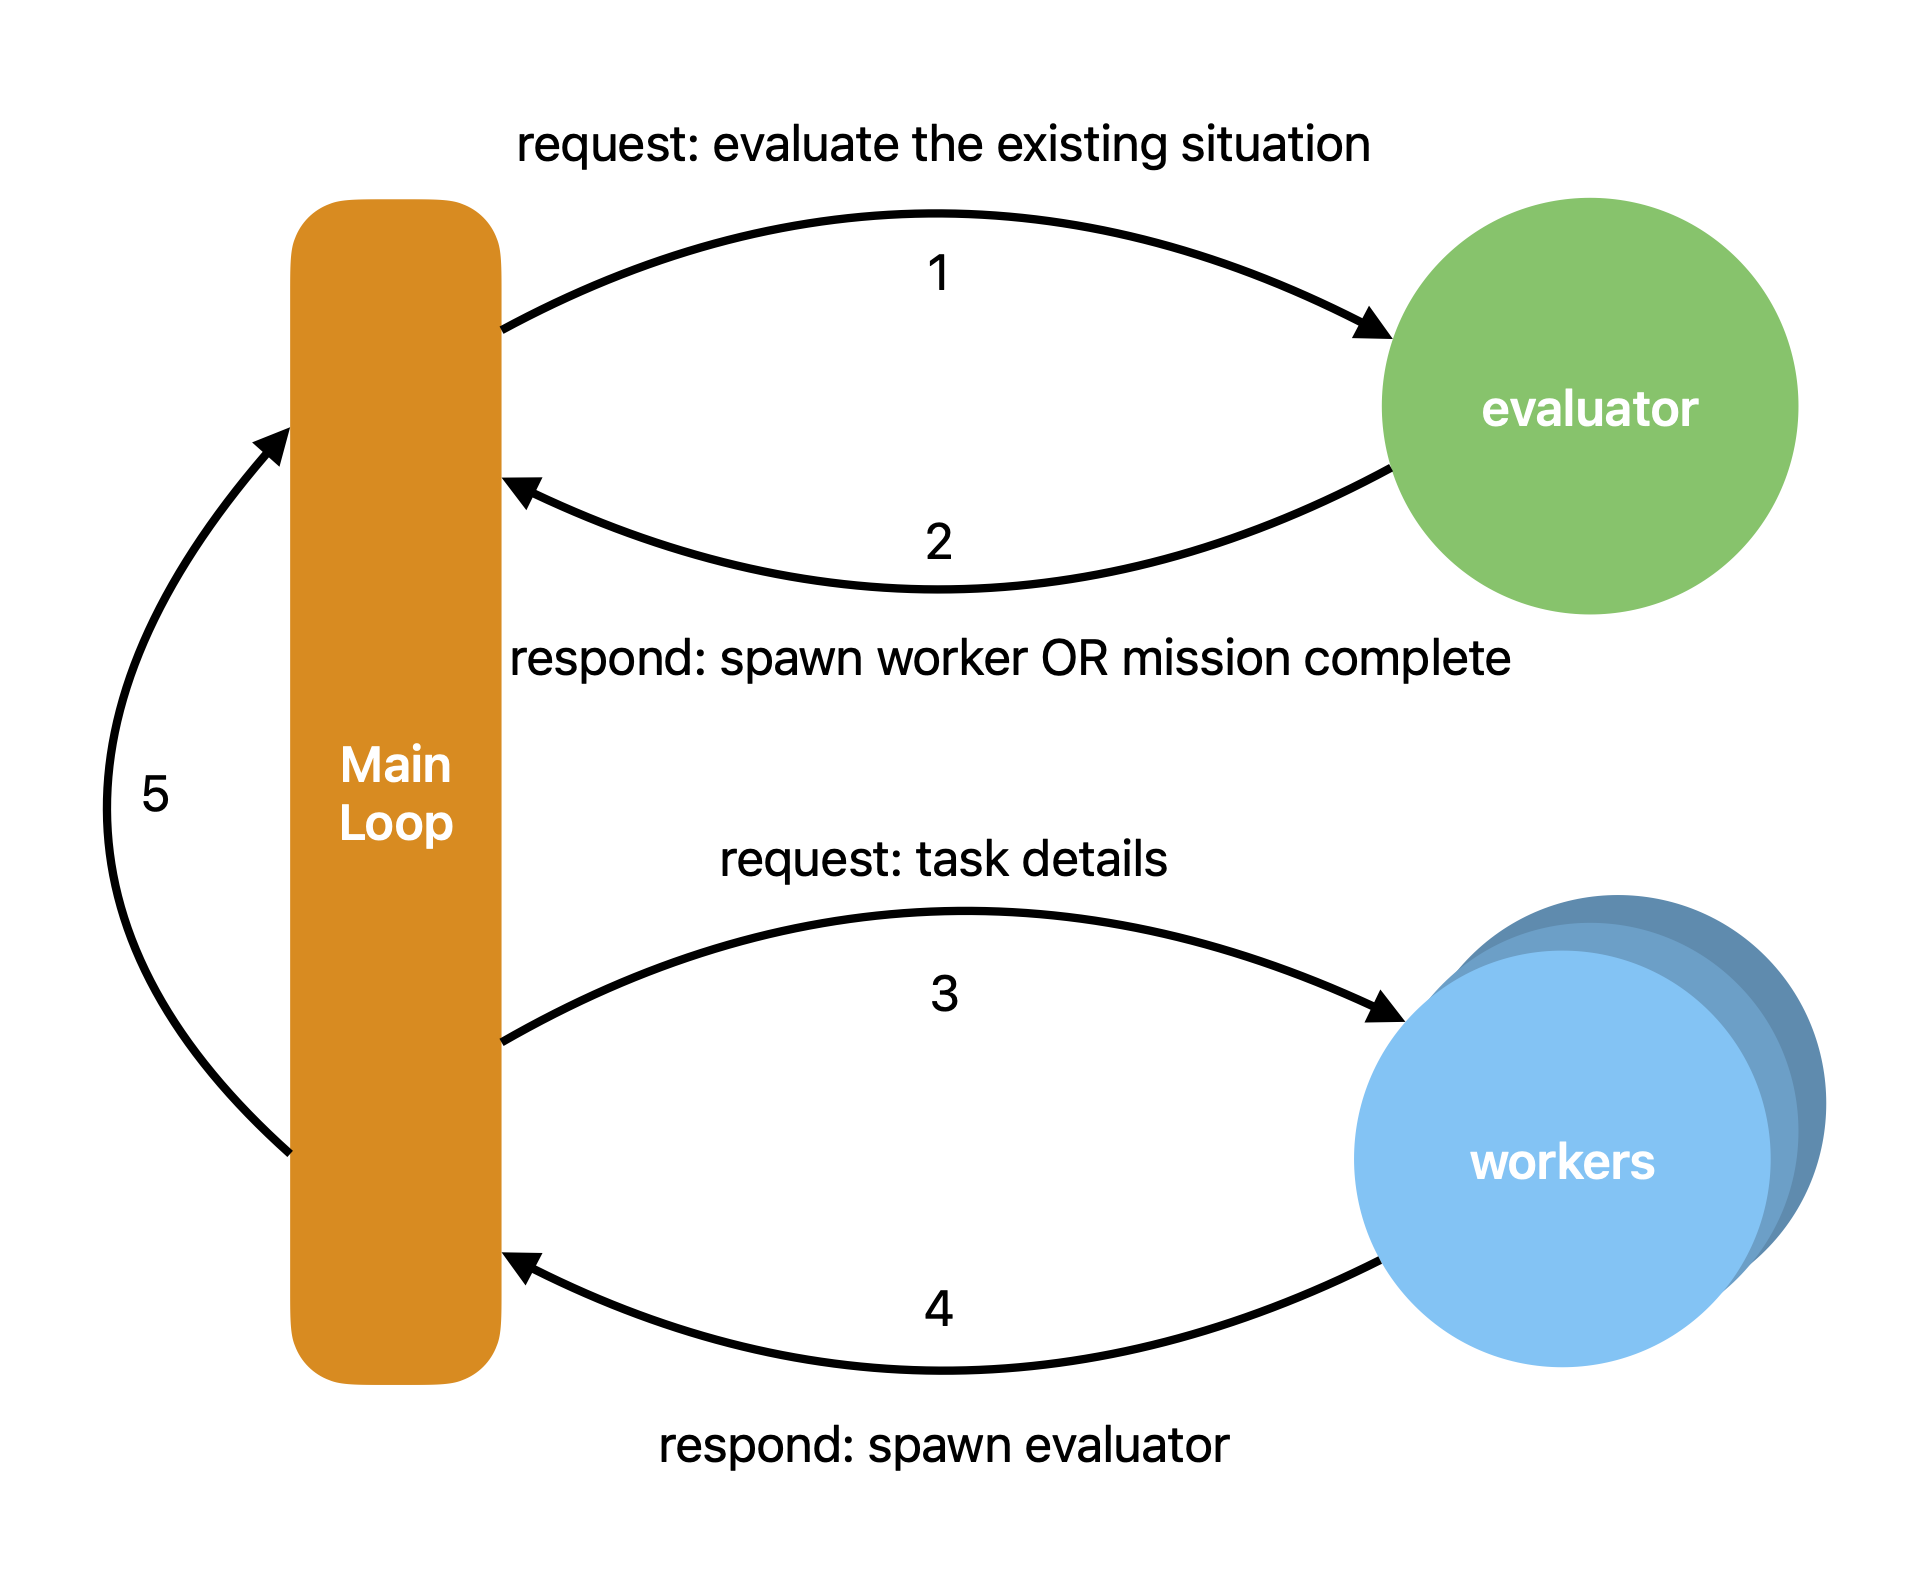 request: evaluate the existing situation
1
evaluator
2
respond: spawn worker OR mission complete
Main
Loop
5
request: task details
3
workers
4
respond: spawn evaluator